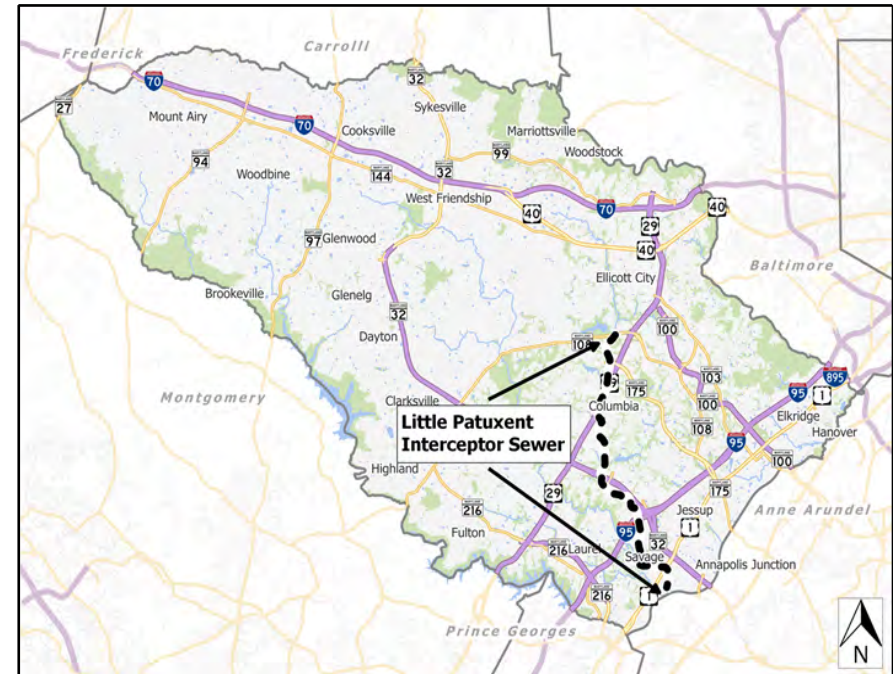 Frederick
Carrolll
70
32
27
Mount Airy
Sykesville
70
Cooksville
Marriottsville
94
99
Woodstock
Woodbine
144
32
West Friendship
70
40
40
29
97
Glenwood
40
Baltimore
Ellicott City
Brookeville
Glenelg
32
Dayton
108
100
103
895
95
1
175
Montgomery
Clarksville
Columbia
100
Elkridge
108
Hanover
Little Patuxent
Interceptor Sewer
95
100
Highland
175
29
Anne Arundel
216
Jessup
1
Fulton
95
32
Laurel
Savage
216
Annapolis Junction
216
1
Prince Georges
N